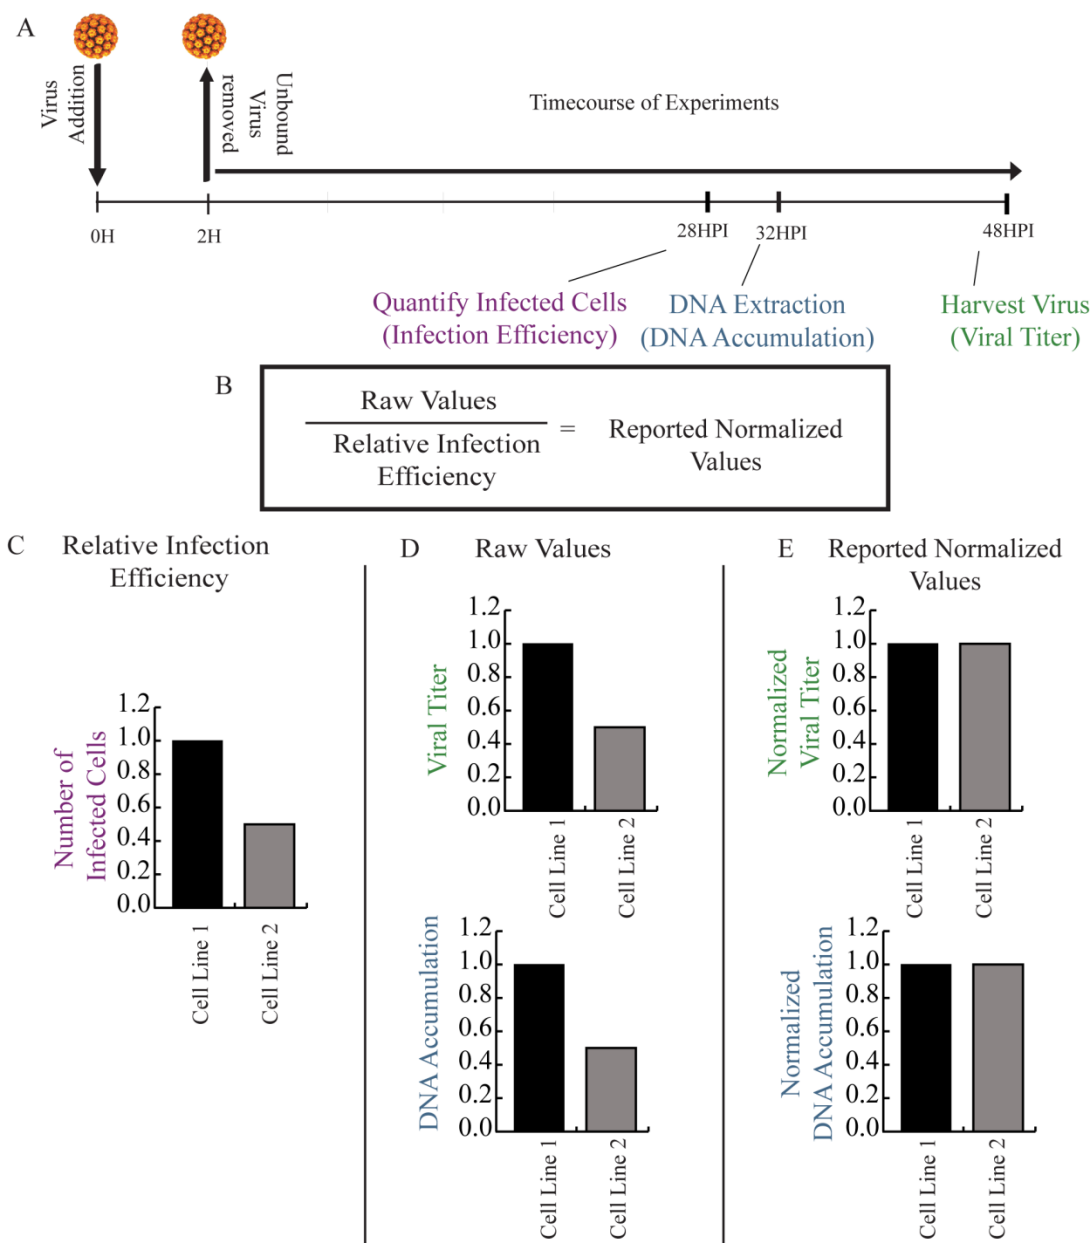 A
Virus
Addition
Unbound
Virus
removed
Timecourse of Experiments
0H
2H
28HPI
32HPI
48HPI
Quantify Infected Cells
(Infection Efficiency)
DNA Extraction
(DNA Accumulation)
Harvest Virus
(Viral Titer)
B
Raw Values
Relative Infection
Efficiency
=
Reported Normalized
Values
C
Relative Infection
Efficiency
Number of
Infected Cells
1.2
1.0
0.8
0.6
0.4
0.2
0.0
Cell Line 1
Cell Line 2
D
Raw Values
Viral Titer
1.2
1.0
0.8
0.6
0.4
0.2
0.0
Cell Line 1
Cell Line 2
DNA Accumulation
1.2
1.0
0.8
0.6
0.4
0.2
0.0
Cell Line 1
Cell Line 2
E
Reported Normalized
Values
Normalized
Viral Titer
1.2
1.0
0.8
0.6
0.4
0.2
0.0
Cell Line 1
Cell Line 2
Normalized
DNA Accumulation
1.2
1.0
0.8
0.6
0.4
0.2
0.0
Cell Line 1
Cell Line 2